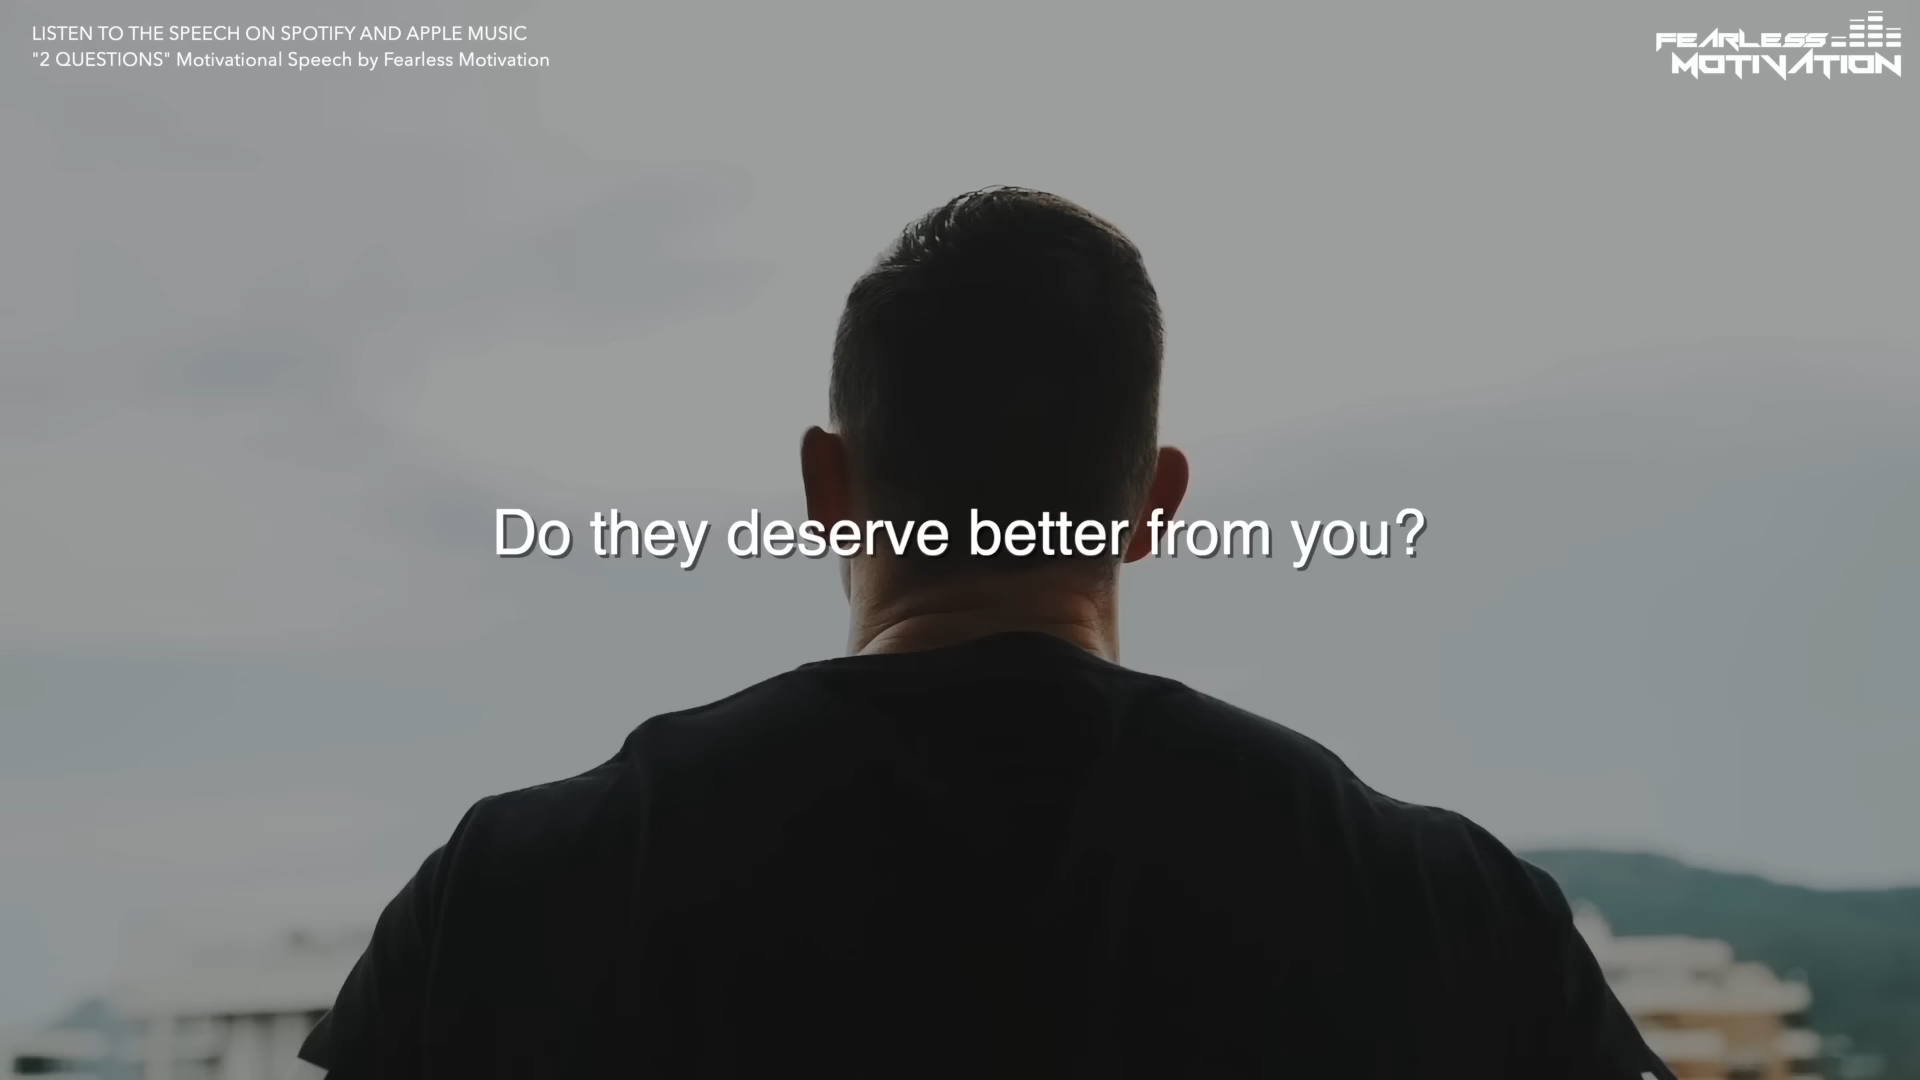 LISTEN TO THE SPEECH ON SPOTIFY AND APPLE MUSIC
"2 QUESTIONS" Motivational Speech by Fearless Motivation
FEARLESS
MOTIVATION
Do they deserve better from you?